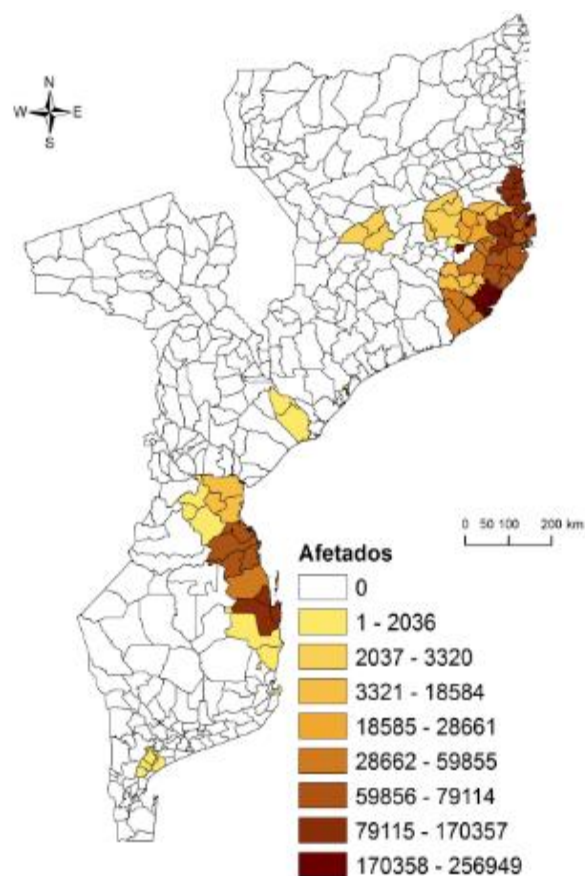 N
W E
S
0 50 100 200 km
Afetados
0
1 - 2036
2037 - 3320
3321 - 18584
18585 - 28661
28662 - 59855
59856 - 79114
79115 - 170357
170358 - 256949